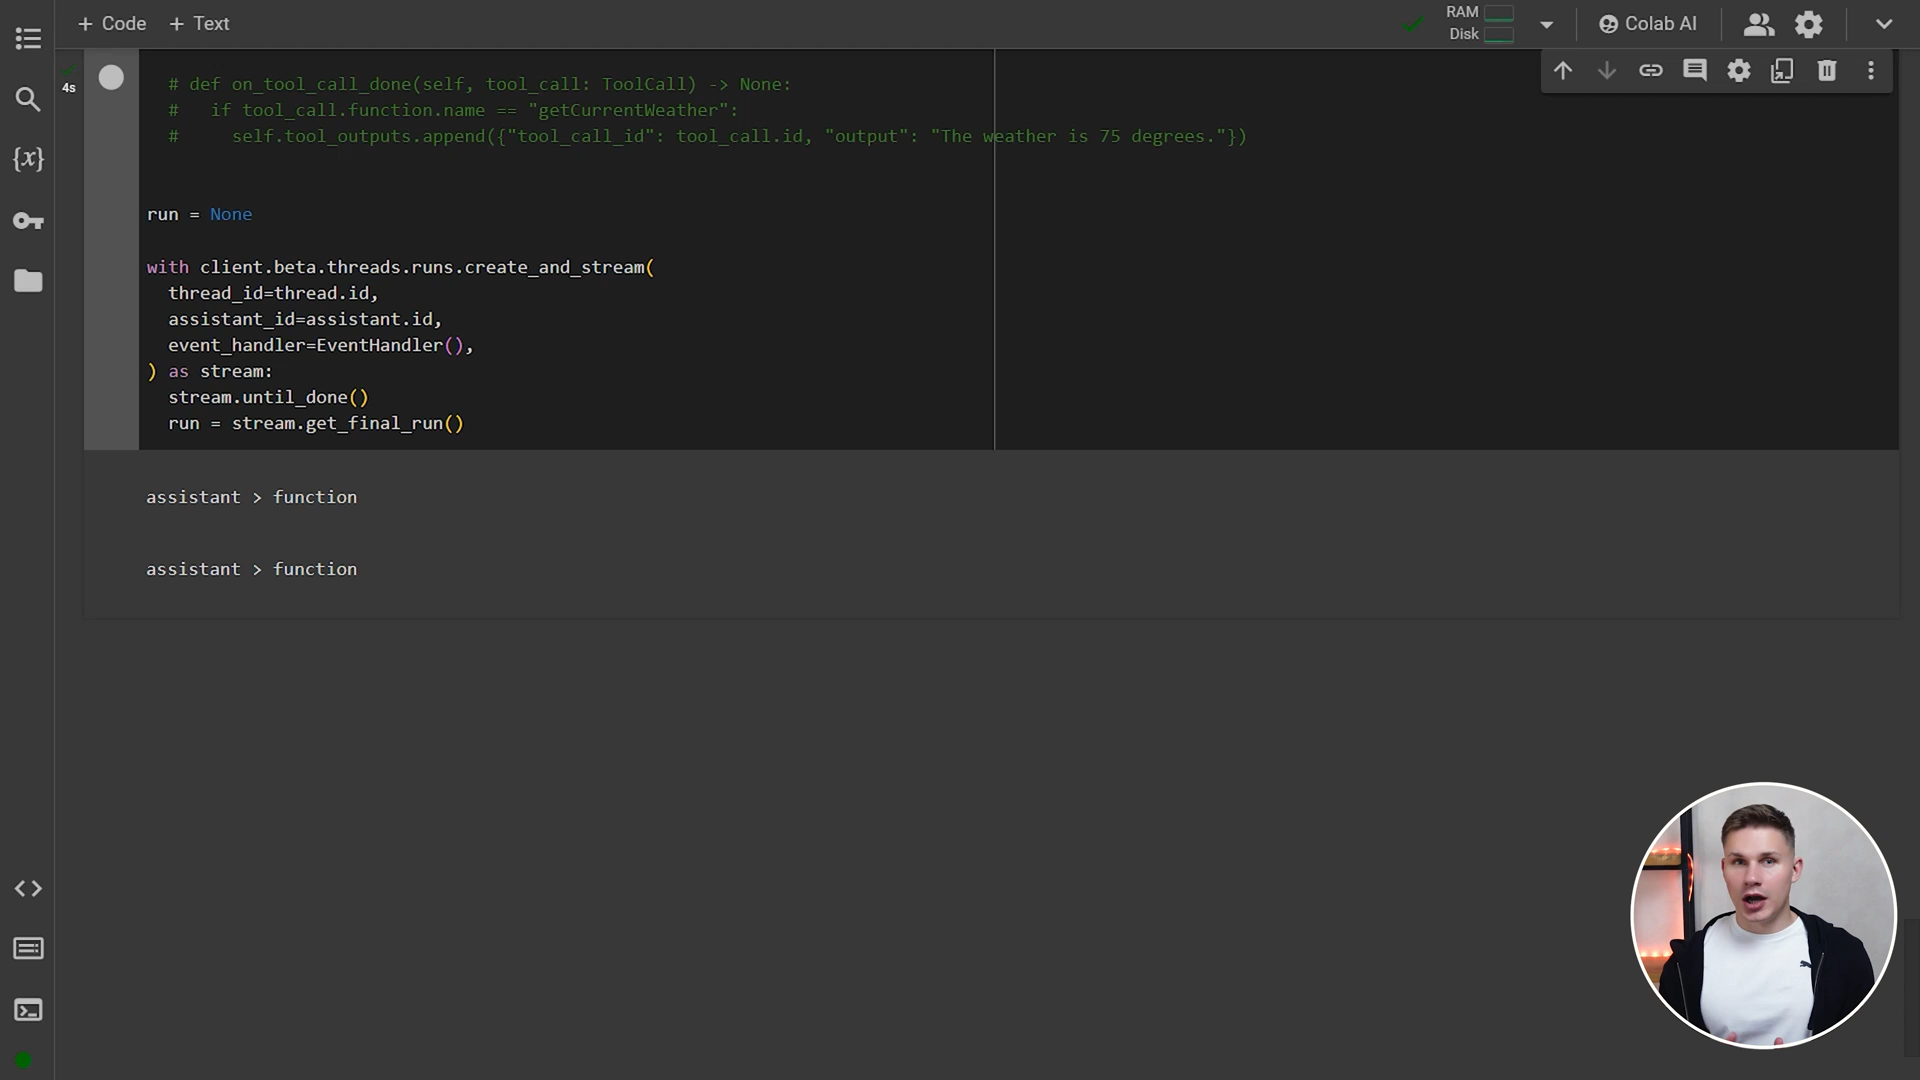 + Code + Text
RAM
Disk
Colab AI
{x}
4s
# def on_tool_call_done(self, tool_call: ToolCall) -> None:
#   if tool_call.function.name == "getCurrentWeather":
#     self.tool_outputs.append({"tool_call_id": tool_call.id, "output": "The weather is 75 degrees."})
run = None
with client.beta.threads.runs.create_and_stream(
  thread_id=thread.id,
  assistant_id=assistant.id,
  event_handler=EventHandler(),
) as stream:
  stream.until_done()
  run = stream.get_final_run()
assistant > function
assistant > function